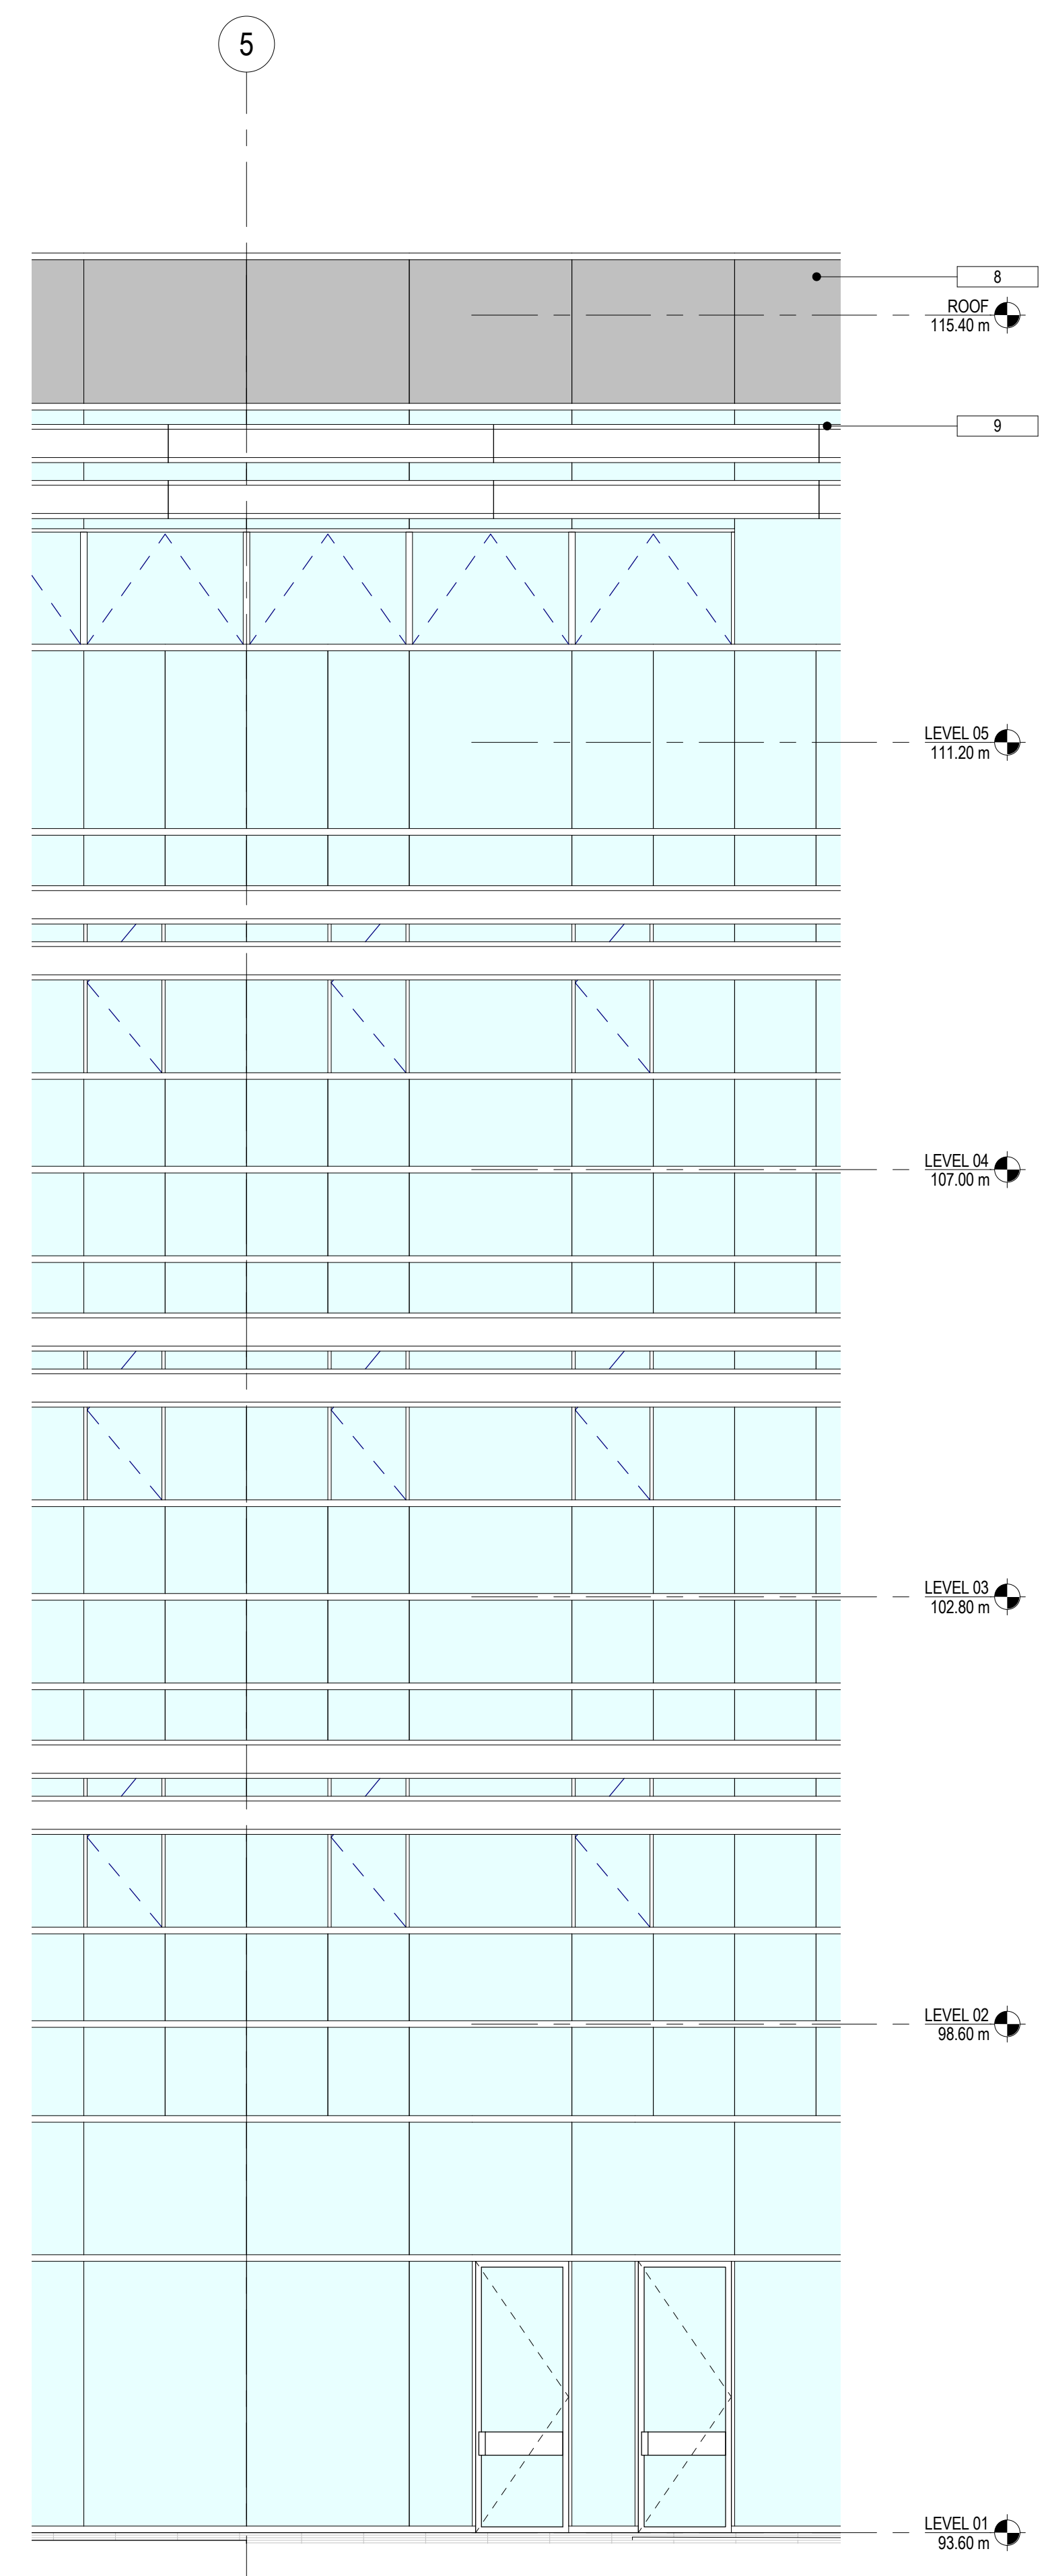 5
8
ROOF
115.40 m
9
LEVEL 05
111.20 m
LEVEL 04
107.00 m
LEVEL 03
102.80 m
LEVEL 02
98.60 m
LEVEL 01
93.60 m